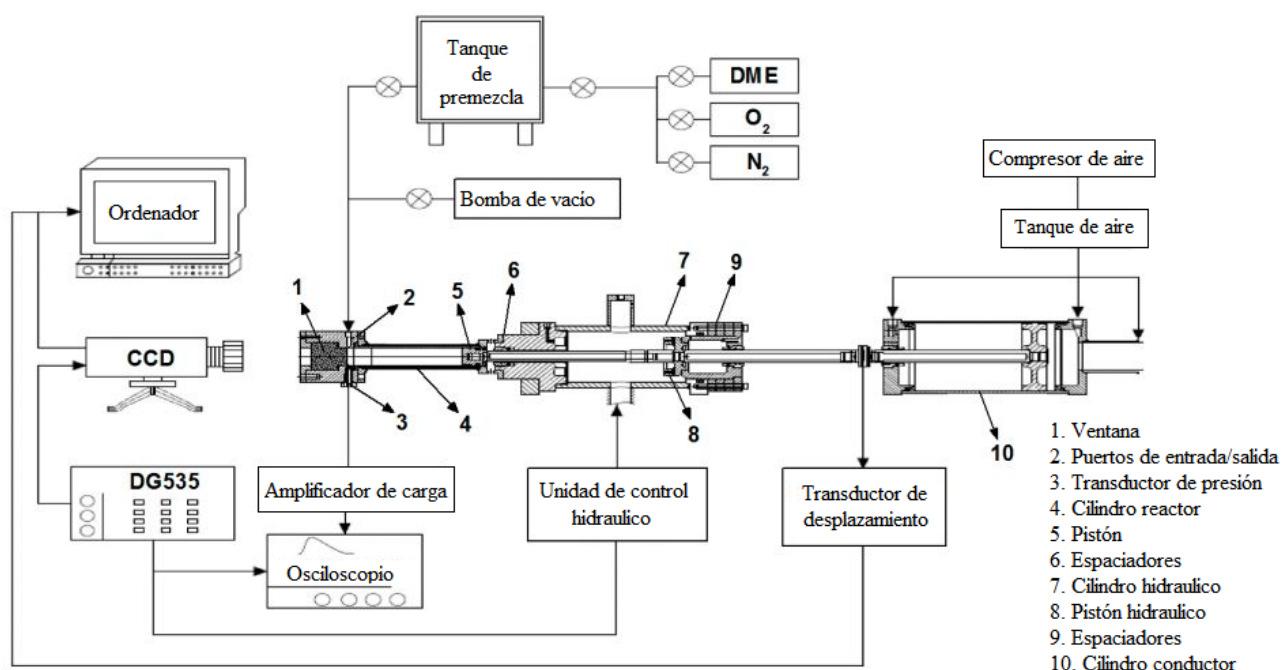 Tanque
de
premezcla
DME
O₂
N₂
Compresor de aire
Tanque de aire
Bomba de vacío
Ordenador
CCD
DG535
1
2
3
4
5
6
7
8
9
10
Amplificador de carga
Osciloscopio
Unidad de control
hidraulico
Transductor de
desplazamiento
1. Ventana
2. Puertos de entrada/salida
3. Transductor de presión
4. Cilindro reactor
5. Pistón
6. Espaciadores
7. Cilindro hidraulico
8. Pistón hidraulico
9. Espaciadores
10. Cilindro conductor